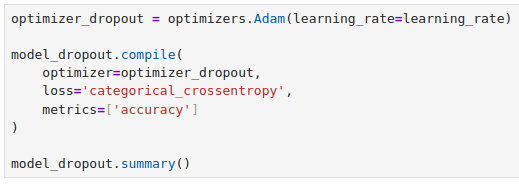 optimizer_dropout = optimizers.Adam(learning_rate=learning_rate)
model_dropout.compile(
    optimizer=optimizer_dropout,
    loss='categorical_crossentropy',
    metrics=['accuracy']
)
model_dropout.summary()